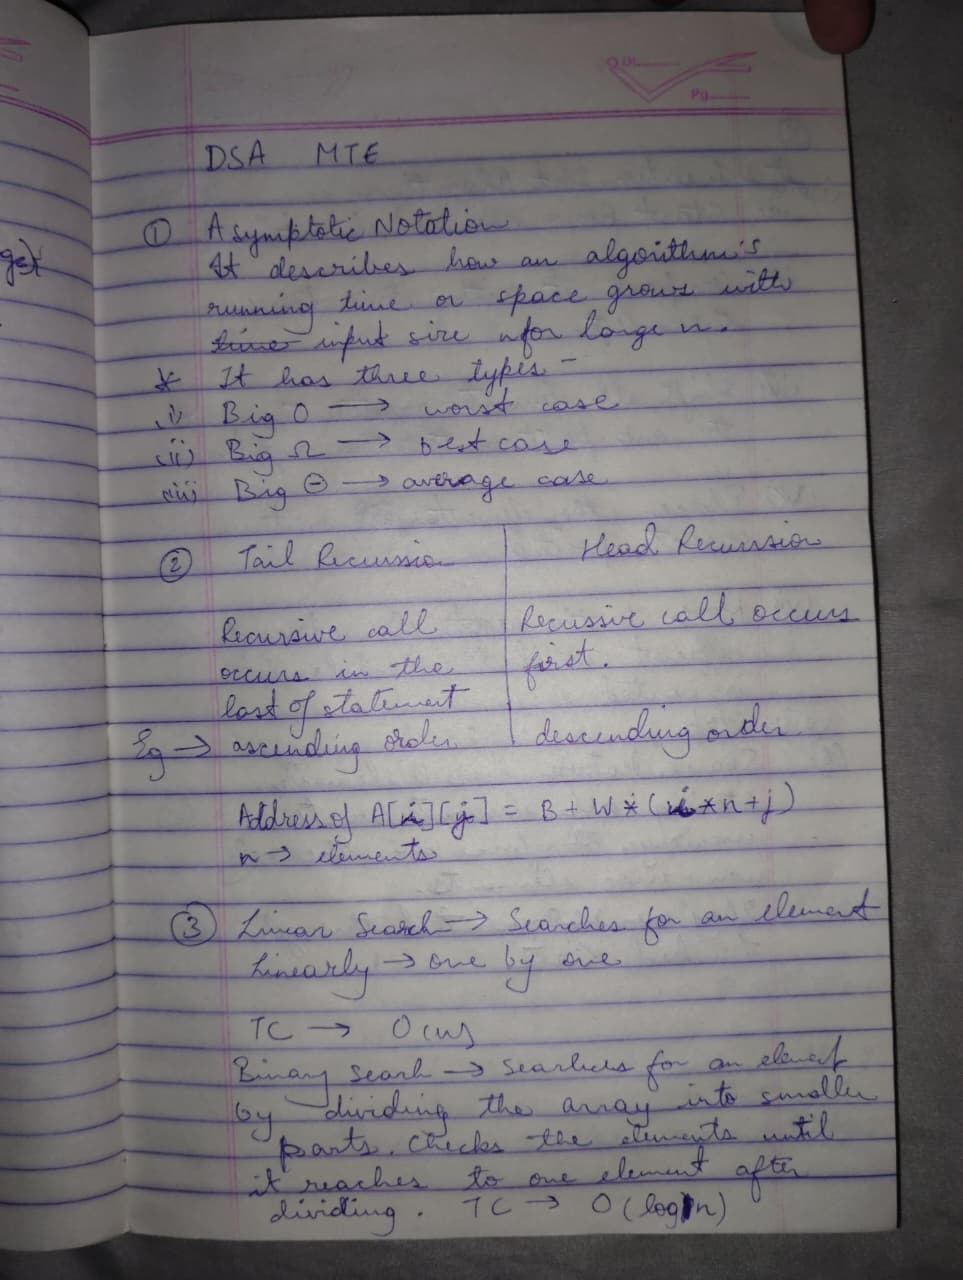 Pg
DSA MTE
① Asymptotic Notation
It describes how an algorithm's
running time or space grows with
time input size n for large n.
* It has three types -
i) Big O → worst case
ii) Big Ω → best case
iii) Big Θ → average case
② Tail Recursion | Head Recursion
Recursive call | Recussive call occurs
occurs in the | first.
last of statement
Eg → ascending order | descending order
Address of A[i][j] = B + W * (i * n + j)
n → elements
③ Linear Search → Searches for an element
Linearly → one by one
TC → O(n)
Binary Search → Searches for an element
by dividing the array into smaller
parts. Checks the elements until
it reaches to one element after
dividing. TC → O(log n)